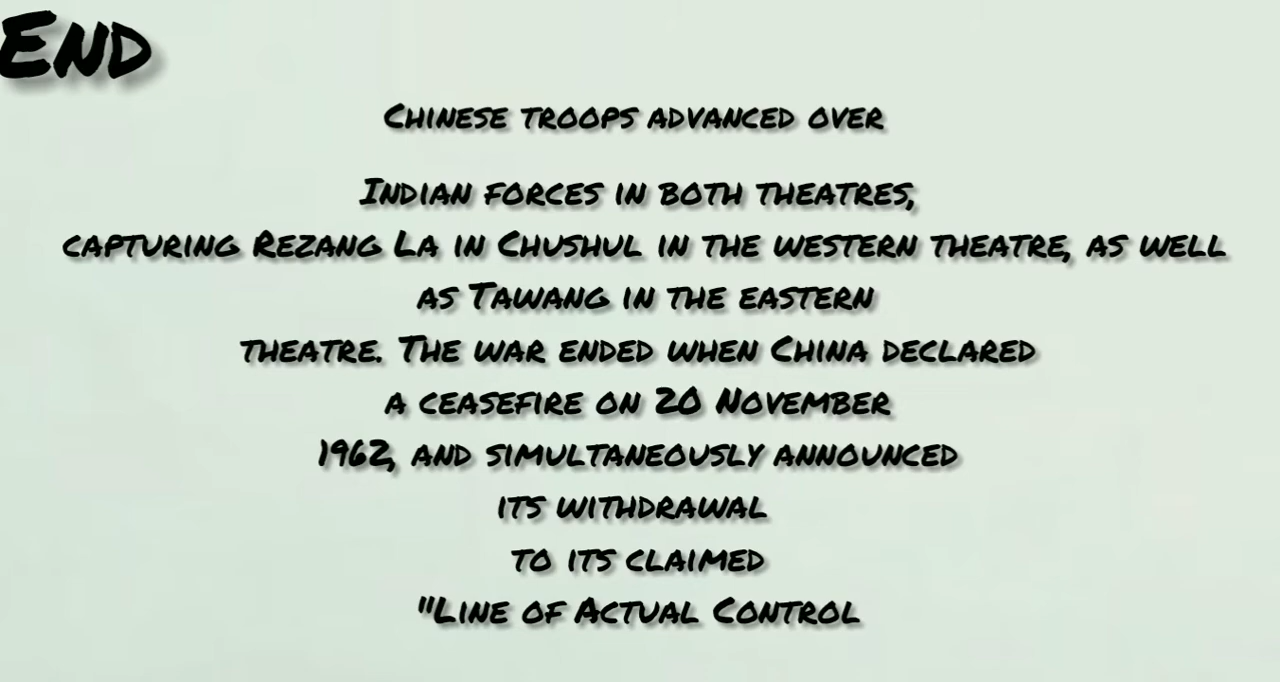 End
Chinese troops advanced over
Indian forces in both theatres,
capturing Rezang La in Chushul in the western theatre, as well
as Tawang in the eastern
theatre. The war ended when China declared
a ceasefire on 20 November
1962, and simultaneously announced
its withdrawal
to its claimed
"Line of Actual Control